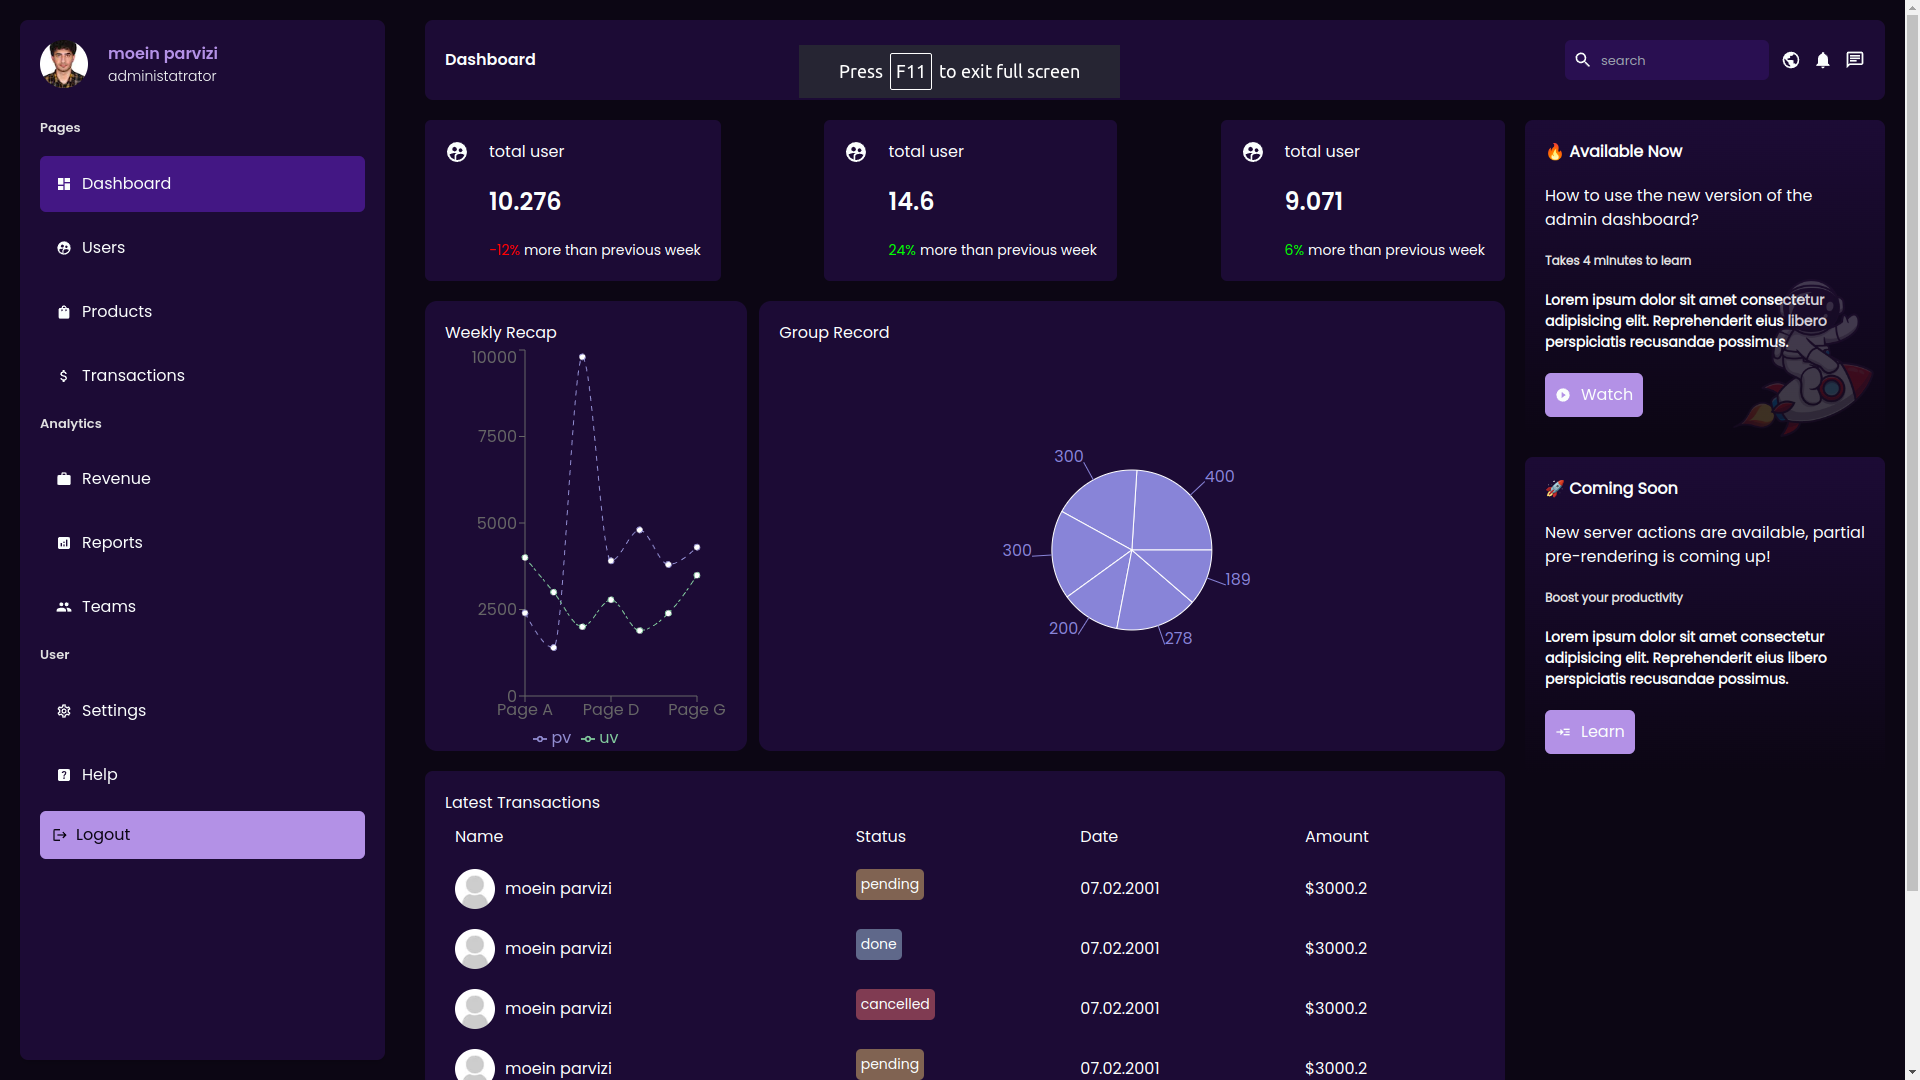 moein parvizi
administatrator
Pages
Dashboard
Users
Products
Transactions
Analytics
Revenue
Reports
Teams
User
Settings
Help
Logout
Dashboard
Press F11 to exit full screen
search
total user
10.276
-12% more than previous week
total user
14.6
24% more than previous week
total user
9.071
6% more than previous week
Weekly Recap
10000
7500
5000
2500
0
Page A Page D Page G
pv uv
Group Record
300
400
300
189
200
278
Latest Transactions
Name Status Date Amount
moein parvizi pending 07.02.2001 $3000.2
moein parvizi done 07.02.2001 $3000.2
moein parvizi cancelled 07.02.2001 $3000.2
moein parvizi pending 07.02.2001 $3000.2
🔥 Available Now
How to use the new version of the
admin dashboard?
Takes 4 minutes to learn
Lorem ipsum dolor sit amet consectetur
adipisicing elit. Reprehenderit eius libero
perspiciatis recusandae possimus.
Watch
🚀 Coming Soon
New server actions are available, partial
pre-rendering is coming up!
Boost your productivity
Lorem ipsum dolor sit amet consectetur
adipisicing elit. Reprehenderit eius libero
perspiciatis recusandae possimus.
Learn